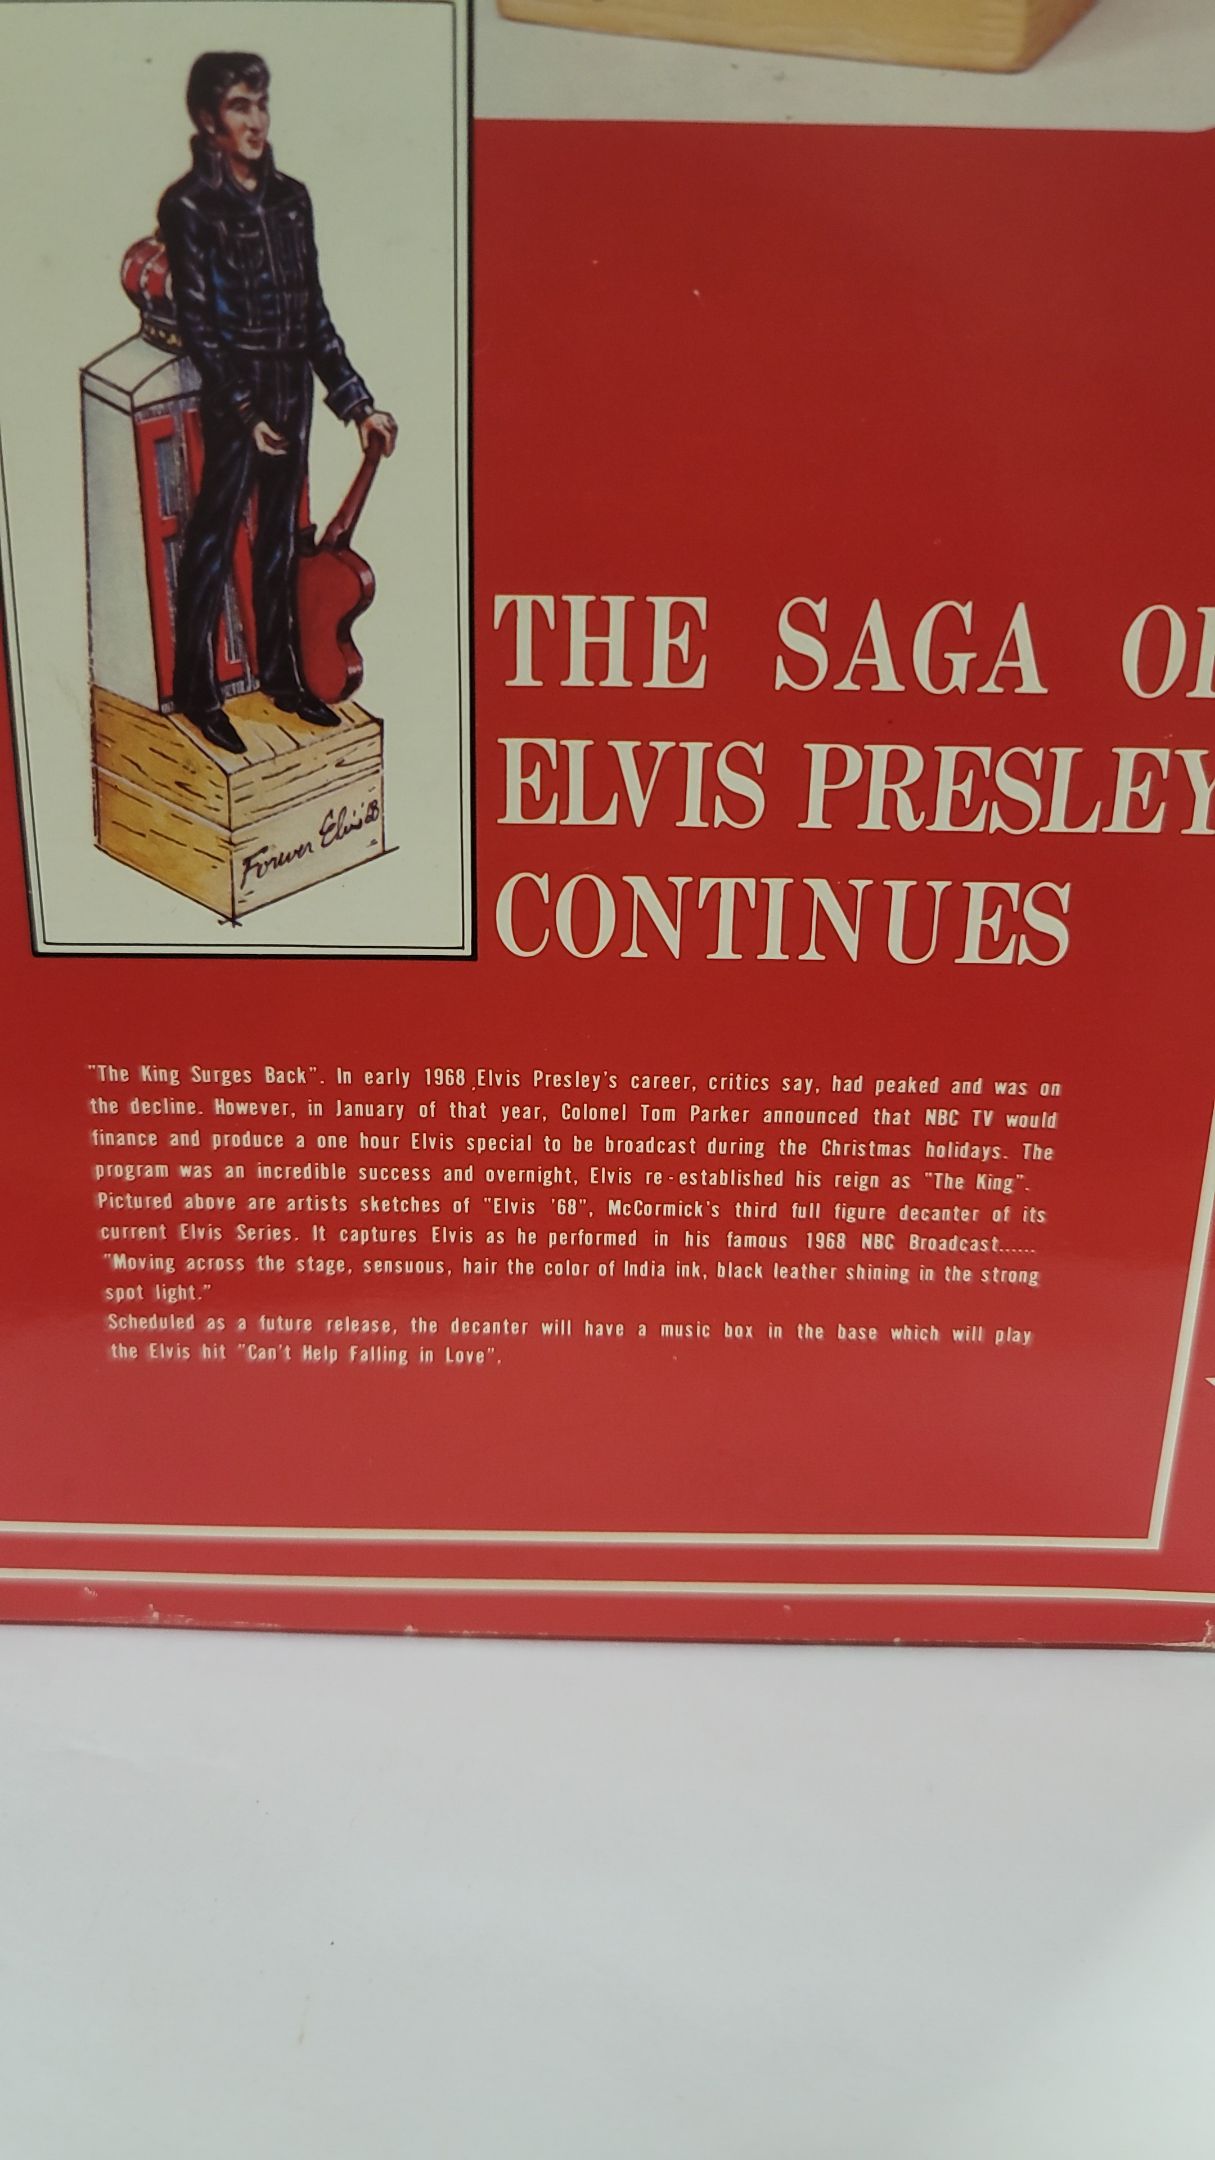 THE SAGA
ELVIS PRESLEY
CONTINUES
Forever Elvis '68
"The King Surges Back". In early 1968 Elvis Presley's career, critics say, had peaked and was on
the decline. However, in January of that year, Colonel Tom Parker announced that NBC TV would
finance and produce a one hour Elvis special to be broadcast during the Christmas holidays. The
program was an incredible success and overnight, Elvis re-established his reign as "The King".
Pictured above are artists sketches of "Elvis '68", McCormick's third full figure decanter of its
current Elvis Series. It captures Elvis as he performed in his famous 1968 NBC Broadcast......
"Moving across the stage, sensuous, hair the color of India ink, black leather shining in the strong
spot light."
Scheduled as a future release, the decanter will have a music box in the base which will play
the Elvis hit "Can't Help Falling in Love".